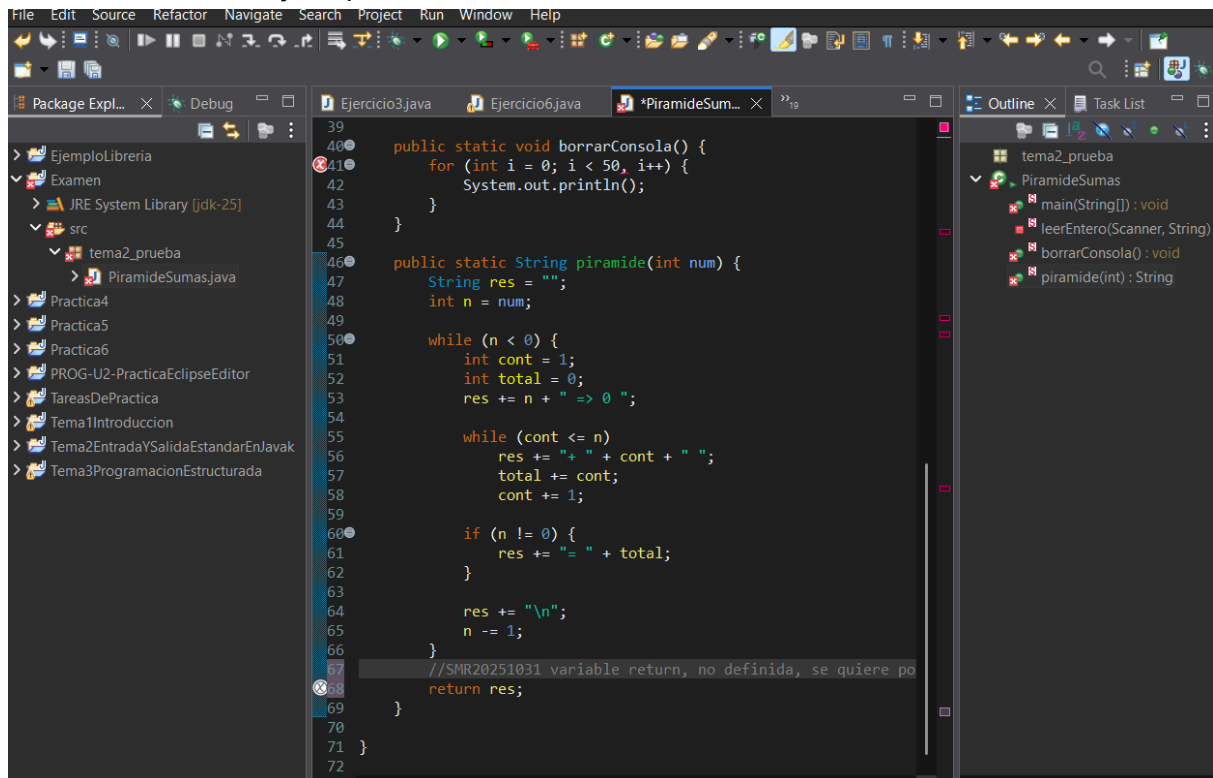 File Edit Source Refactor Navigate Search Project Run Window Help
Package Expl...
Debug
EjemploLibreria
Examen
JRE System Library [jdk-25]
src
tema2_prueba
PiramideSumas.java
Practica4
Practica5
Practica6
PROG-U2-PracticaEclipseEditor
TareasDePractica
Tema1Introduccion
Tema2EntradaYSalidaEstandarEnJavak
Tema3ProgramacionEstructurada
Ejercicio3.java Ejercicio6.java *PiramideSum... 19
39
40 public static void borrarConsola() {
41 for (int i = 0; i < 50, i++) {
42 System.out.println();
43 }
44 }
45
46 public static String piramide(int num) {
47 String res = "";
48 int n = num;
49
50 while (n < 0) {
51 int cont = 1;
52 int total = 0;
53 res += n + " => 0 ";
54
55 while (cont <= n)
56 res += "+ " + cont + " ";
57 total += cont;
58 cont += 1;
59
60 if (n != 0) {
61 res += "= " + total;
62 }
63
64 res += "\n";
65 n -= 1;
66 }
67 //SMR20251031 variable return, no definida, se quiere po
68 return res;
69 }
70
71 }
72
Outline
Task List
tema2_prueba
PiramideSumas
main(String[]) : void
leerEntero(Scanner, String)
borrarConsola() : void
piramide(int) : String